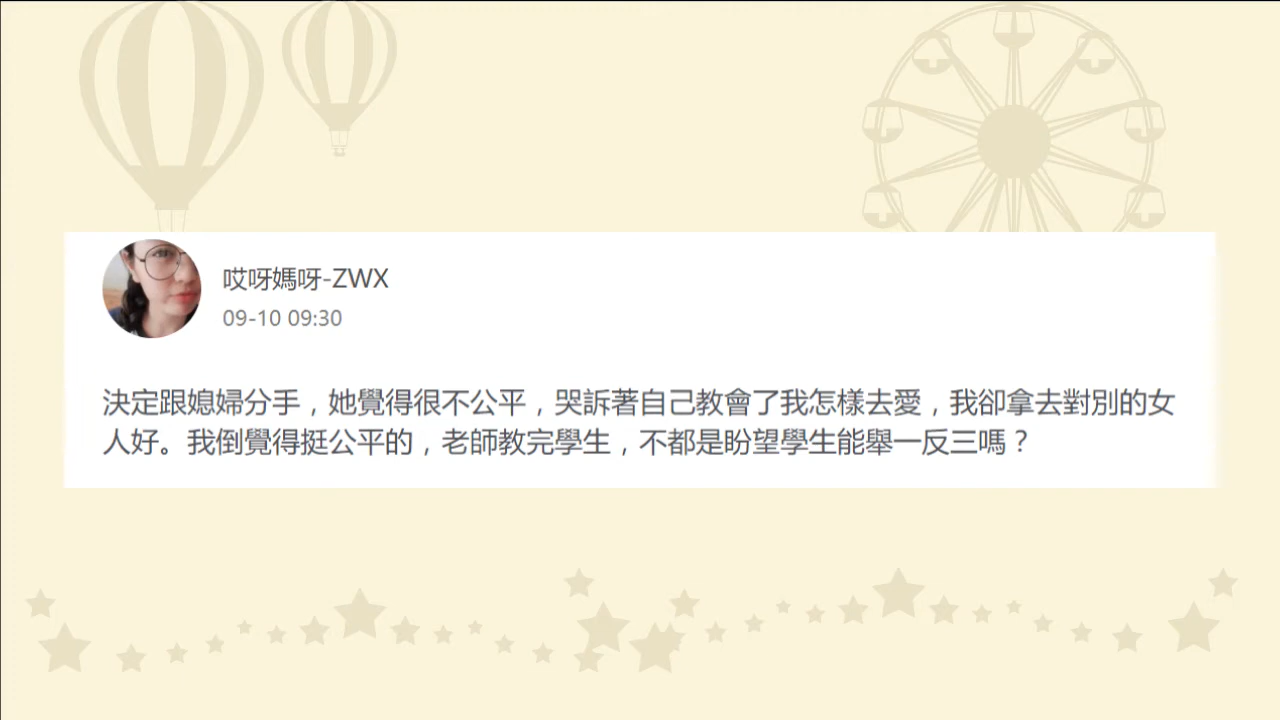 哎呀媽呀-ZWX
09-10 09:30
決定跟媳婦分手，她覺得很不公平，哭訴著自己教會了我怎樣去愛，我卻拿去對別的女
人好。我倒覺得挺公平的，老師教完學生，不都是盼望學生能舉一反三嗎？